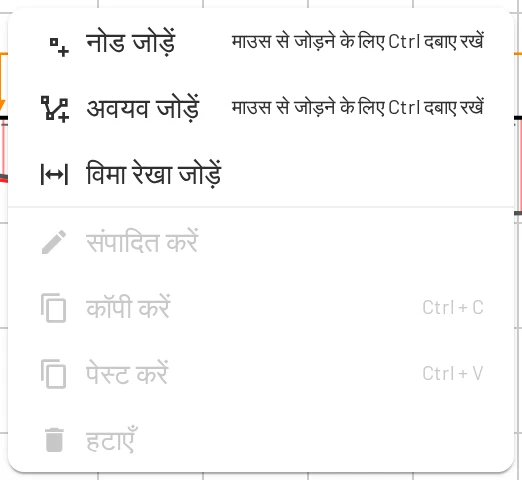 नोड जोड़ें माउस से जोड़ने के लिए Ctrl दबाए रखें
अवयव जोड़ें माउस से जोड़ने के लिए Ctrl दबाए रखें
विमा रेखा जोड़ें
संपादित करें
कॉपी करें Ctrl + C
पेस्ट करें Ctrl + V
हटाएँ